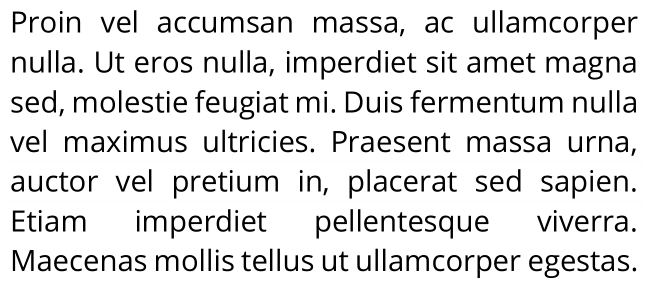 Proin vel accumsan massa, ac ullamcorper
nulla. Ut eros nulla, imperdiet sit amet magna
sed, molestie feugiat mi. Duis fermentum nulla
vel maximus ultricies. Praesent massa urna,
auctor vel pretium in, placerat sed sapien.
Etiam imperdiet pellentesque viverra.
Maecenas mollis tellus ut ullamcorper egestas.